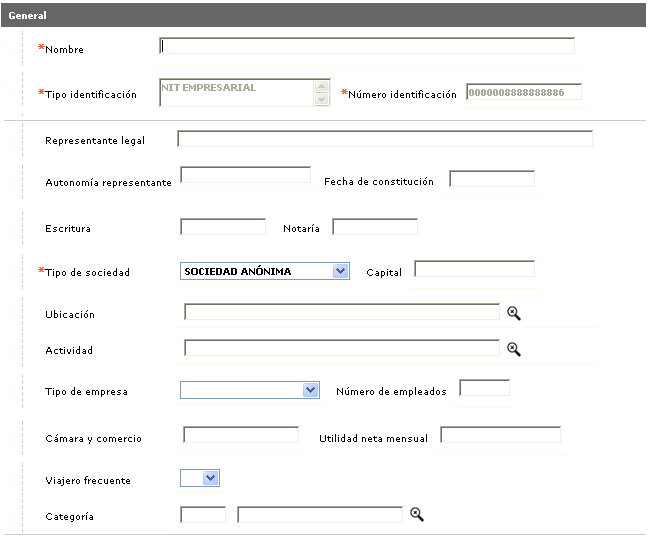 General
*Nombre
*Tipo identificación NIT EMPRESARIAL *Número identificación 0000008888888886
Representante legal
Autonomía representante Fecha de constitución
Escritura Notaría
*Tipo de sociedad SOCIEDAD ANÓNIMA Capital
Ubicación
Actividad
Tipo de empresa Número de empleados
Cámara y comercio Utilidad neta mensual
Viajero frecuente
Categoría